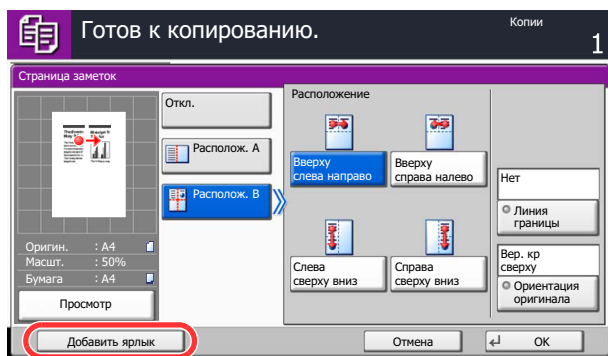 Готов к копированию.
Копии
1
Страница заметок
Откл.
Располож. A
Располож. B
Расположение
Вверху
слева направо
Вверху
справа налево
Слева
сверху вниз
Справа
сверху вниз
Нет
Линия
границы
Вер. кр
сверху
Ориентация
оригинала
Оригин. : A4
Масшт. : 50%
Бумага : A4
Просмотр
Добавить ярлык
Отмена
OK